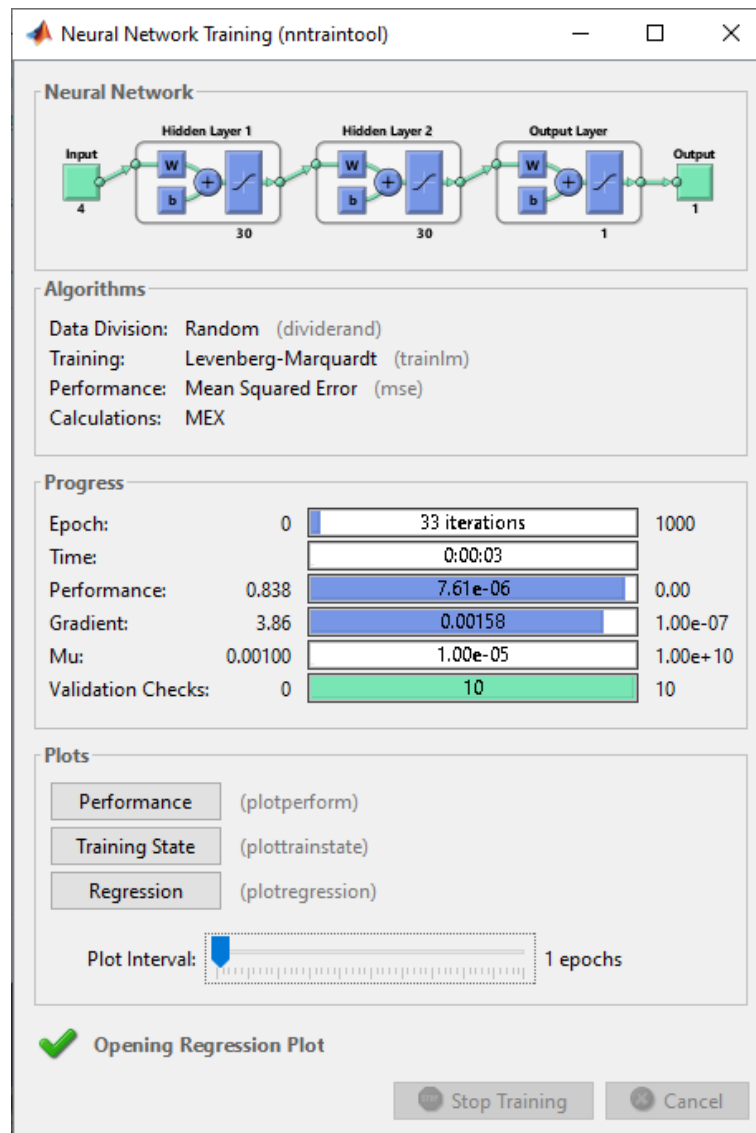 Neural Network Training (nntraintool)
Neural Network
Hidden Layer 1 Hidden Layer 2 Output Layer
Input Output
W W W
+ + +
b b b
4 1
30 30 1
Algorithms
Data Division: Random (dividerand)
Training: Levenberg-Marquardt (trainlm)
Performance: Mean Squared Error (mse)
Calculations: MEX
Progress
Epoch: 0 33 iterations 1000
Time: 0:00:03
Performance: 0.838 7.61e-06 0.00
Gradient: 3.86 0.00158 1.00e-07
Mu: 0.00100 1.00e-05 1.00e+10
Validation Checks: 0 10 10
Plots
Performance (plotperform)
Training State (plottrainstate)
Regression (plotregression)
Plot Interval: 1 epochs
Opening Regression Plot
STOP Stop Training Cancel